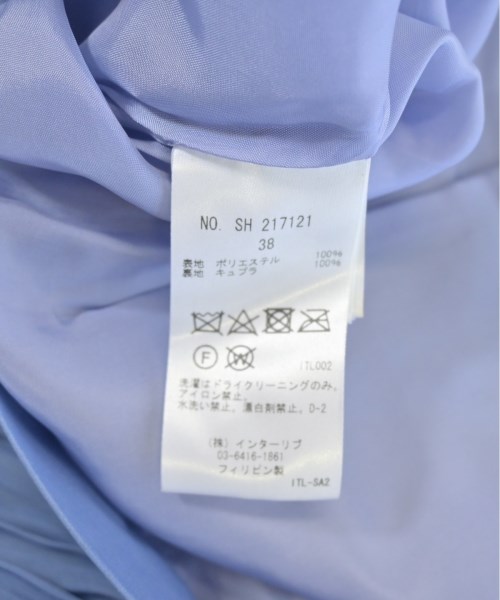 NO. SH 217121
38
表地 ポリエステル 100%
裏地 キュプラ 100%
F W
ITL002
洗濯はドライクリーニングのみ。
アイロン禁止。
水洗い禁止。漂白剤禁止。D-2
(株) インターリブ
03-6416-1861
フィリピン製
ITL-SA2